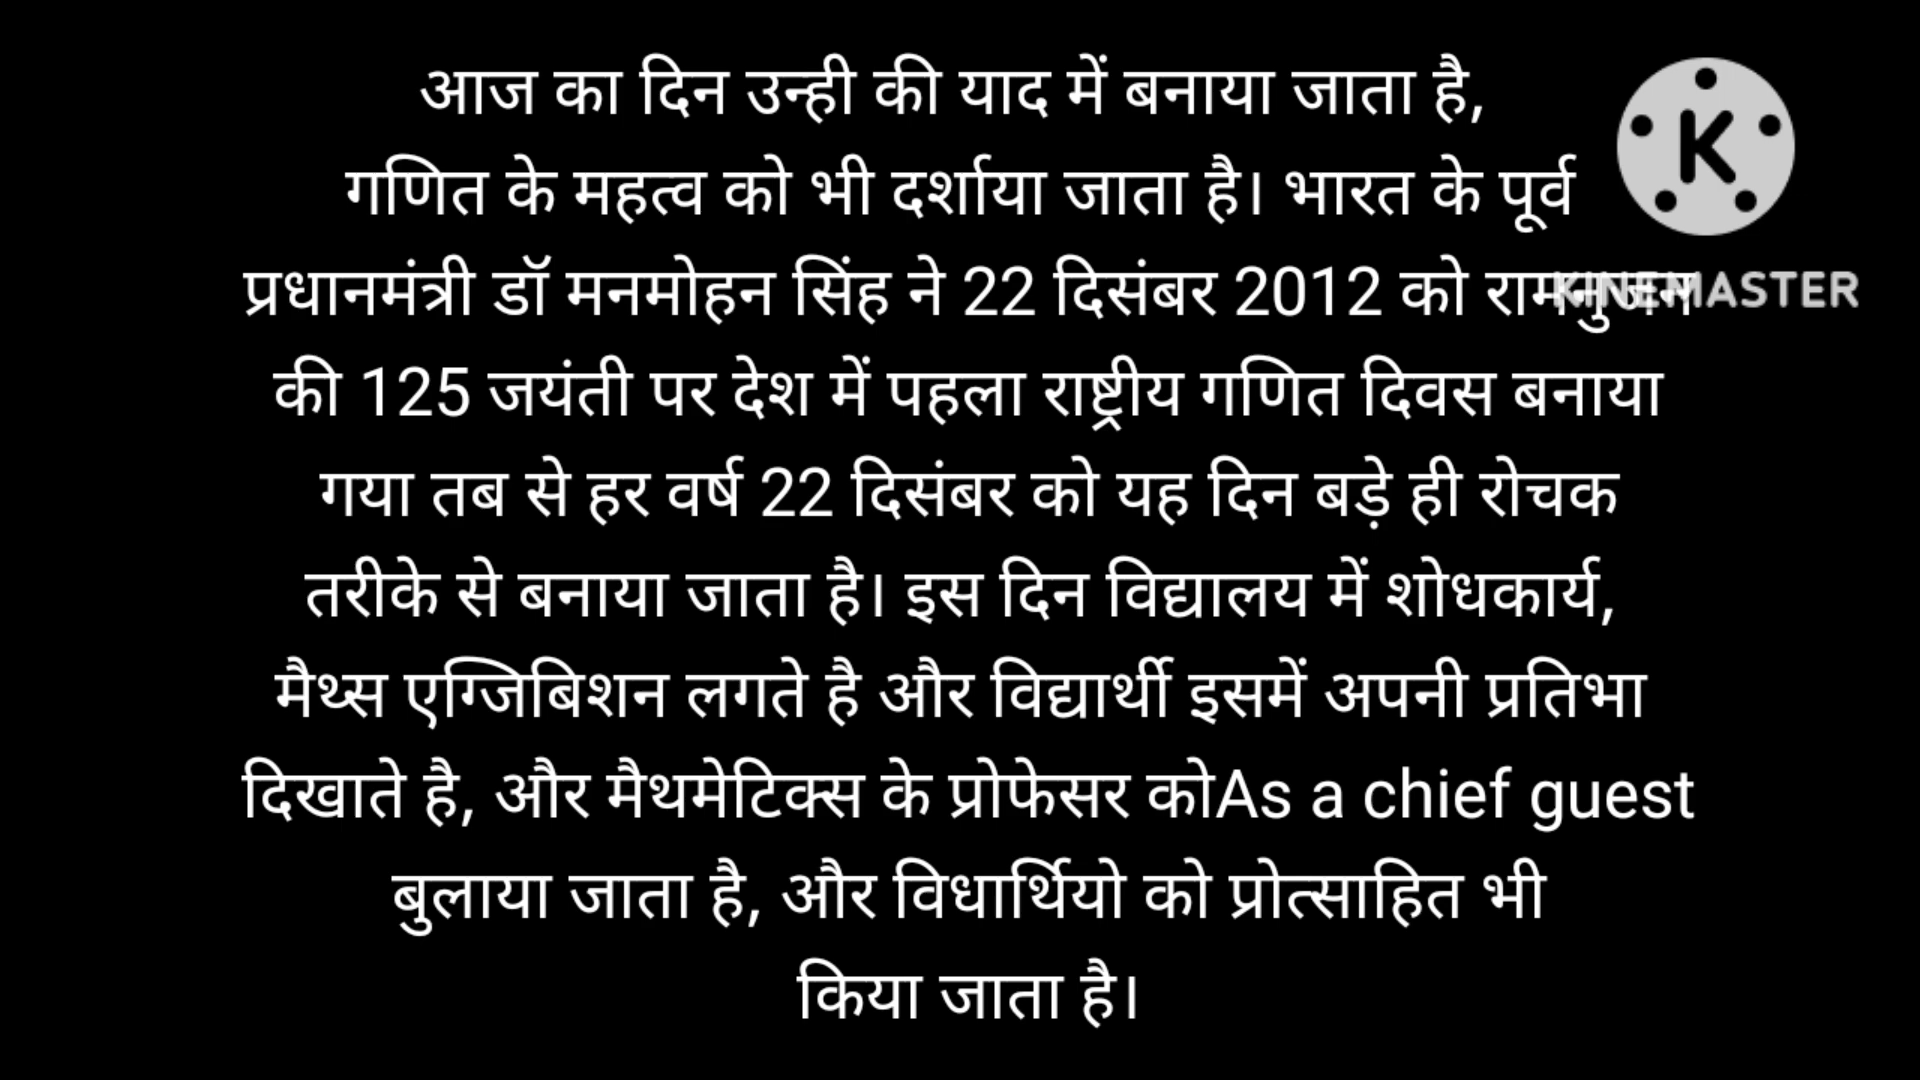 आज का दिन उन्ही की याद में बनाया जाता है,
गणित के महत्व को भी दर्शाया जाता है। भारत के पूर्व
प्रधानमंत्री डॉ मनमोहन सिंह ने 22 दिसंबर 2012 को
की 125 जयंती पर देश में पहला राष्ट्रीय गणित दिवस बनाया
गया तब से हर वर्ष 22 दिसंबर को यह दिन बड़े ही रोचक
तरीके से बनाया जाता है। इस दिन विद्यालय में शोधकार्य,
मैथ्स एग्जिबिशन लगते है और विद्यार्थी इसमें अपनी प्रतिभा
दिखाते है, और मैथमेटिक्स के प्रोफेसर कोAs a chief guest
बुलाया जाता है, और विधार्थियो को प्रोत्साहित भी
किया जाता है।
K
KINEMASTER